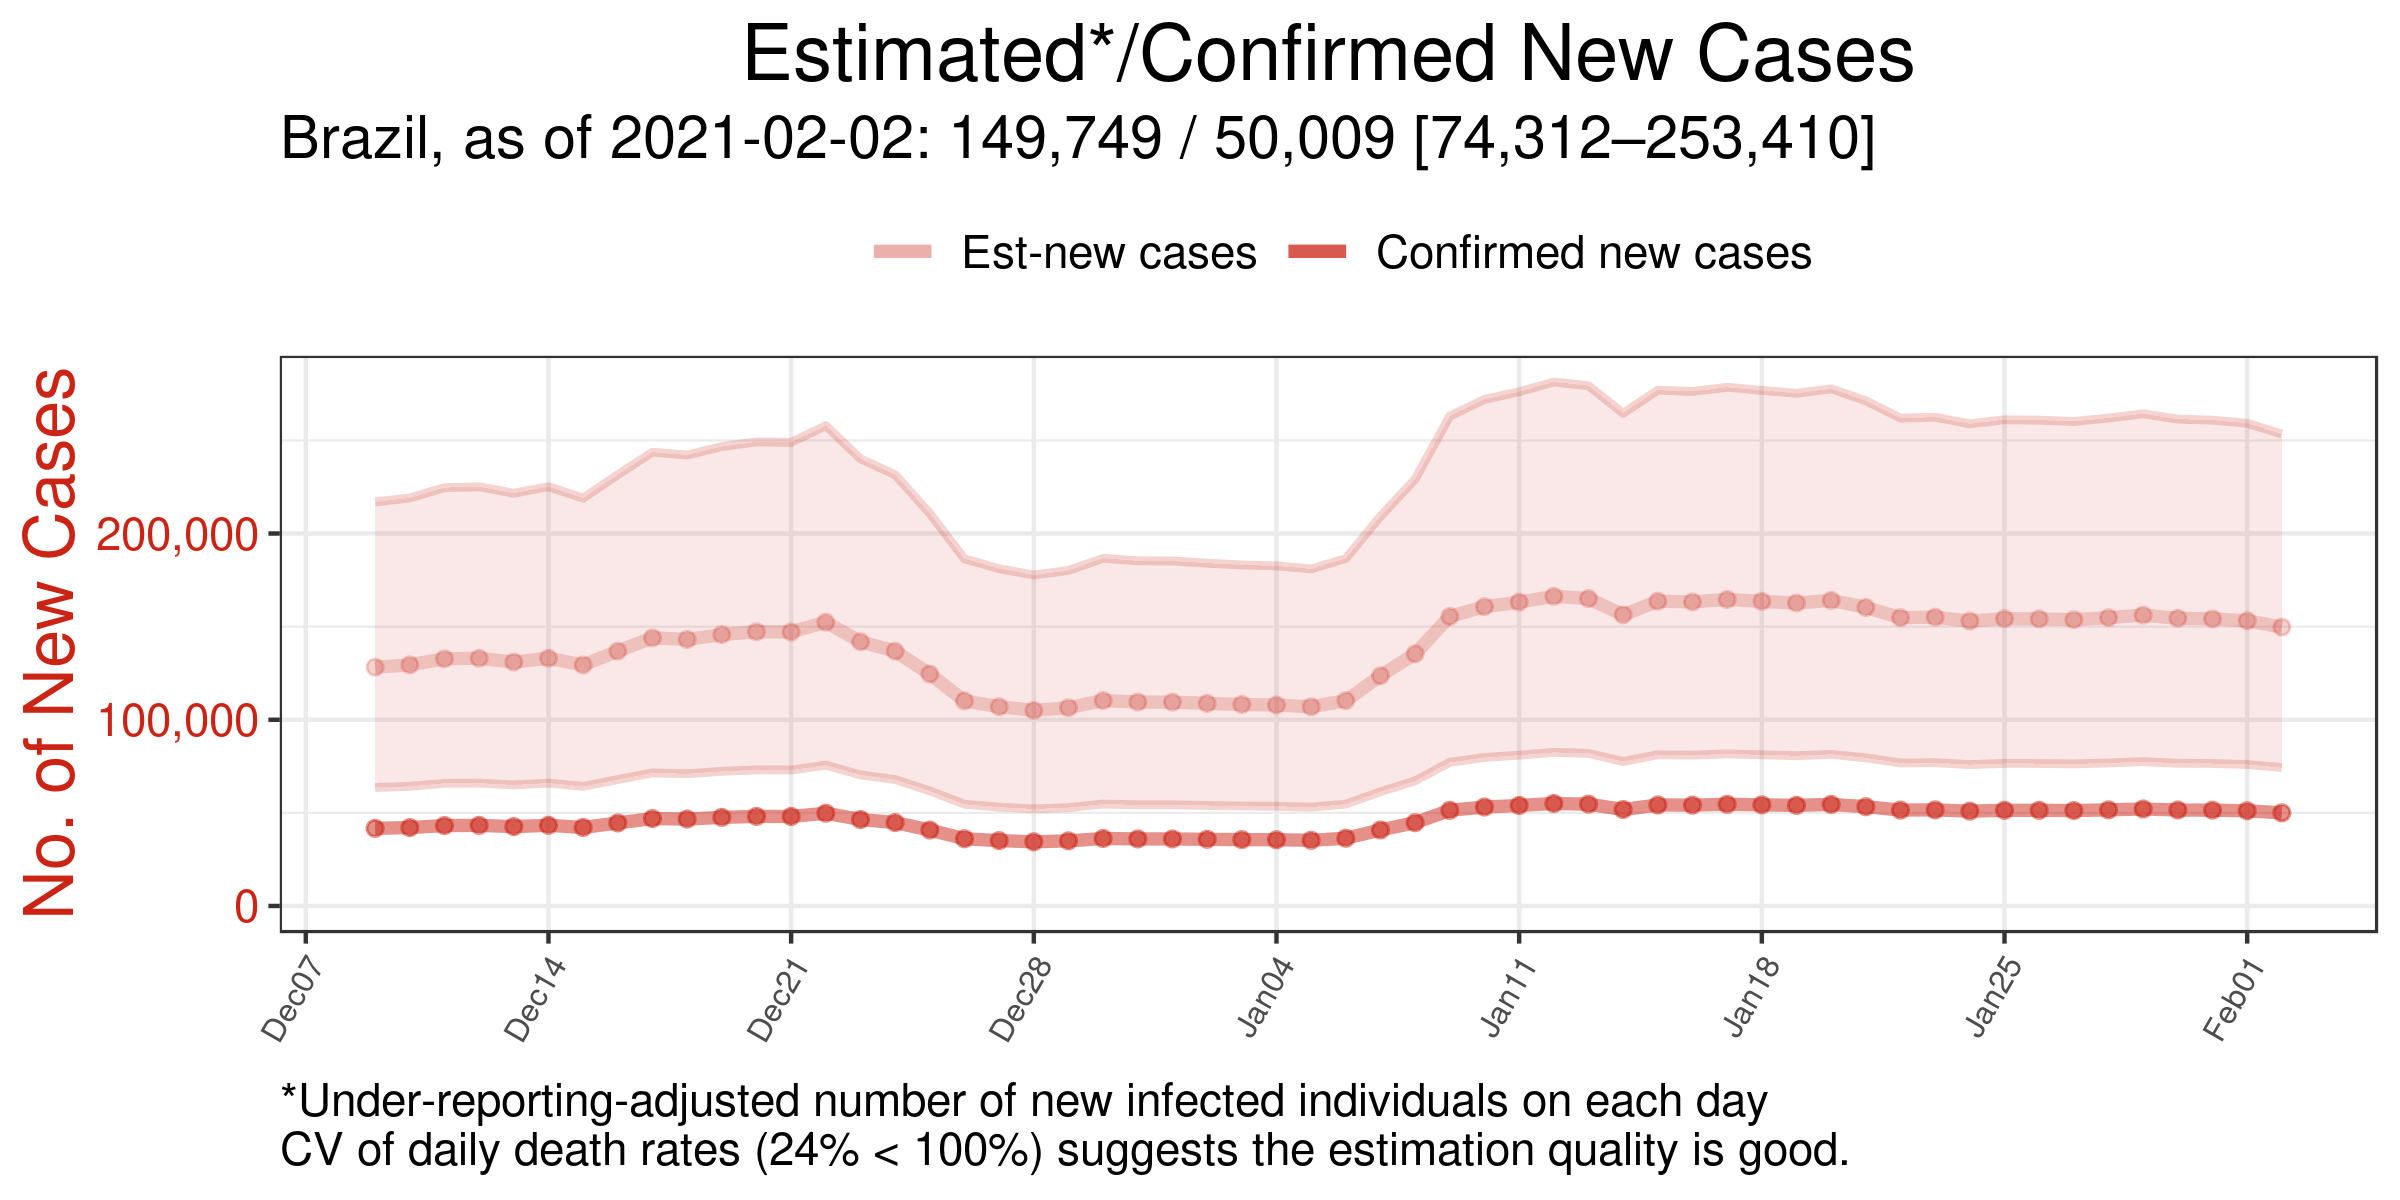 Estimated*/Confirmed New Cases
Brazil, as of 2021-02-02: 149,749 / 50,009 [74,312–253,410]
Est-new cases
Confirmed new cases
No. of New Cases
200,000
100,000
0
Dec07
Dec14
Dec21
Dec28
Jan04
Jan11
Jan18
Jan25
Feb01
*Under-reporting-adjusted number of new infected individuals on each day
CV of daily death rates (24% < 100%) suggests the estimation quality is good.